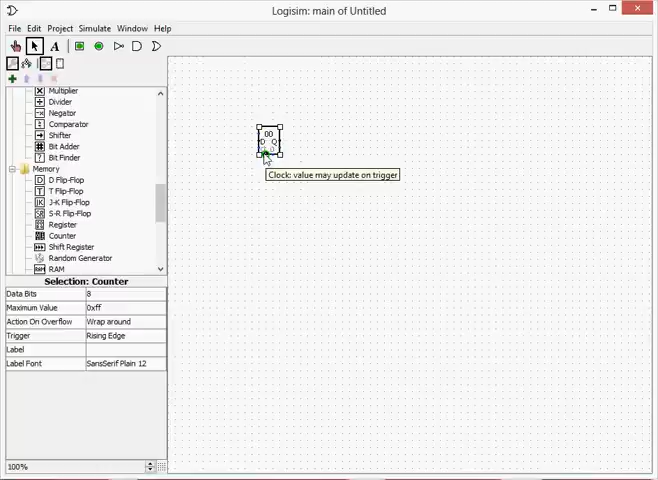 Logisim: main of Untitled
File Edit Project Simulate Window Help
A
Multiplier
Divider
Negator
Comparator
Shifter
Bit Adder
Bit Finder
Memory
D Flip-Flop
T Flip-Flop
J-K Flip-Flop
S-R Flip-Flop
Register
Counter
Shift Register
Random Generator
RAM
Selection: Counter
Data Bits 8
Maximum Value 0xff
Action On Overflow Wrap around
Trigger Rising Edge
Label
Label Font SansSerif Plain 12
100%
00
D Q
Clock: value may update on trigger